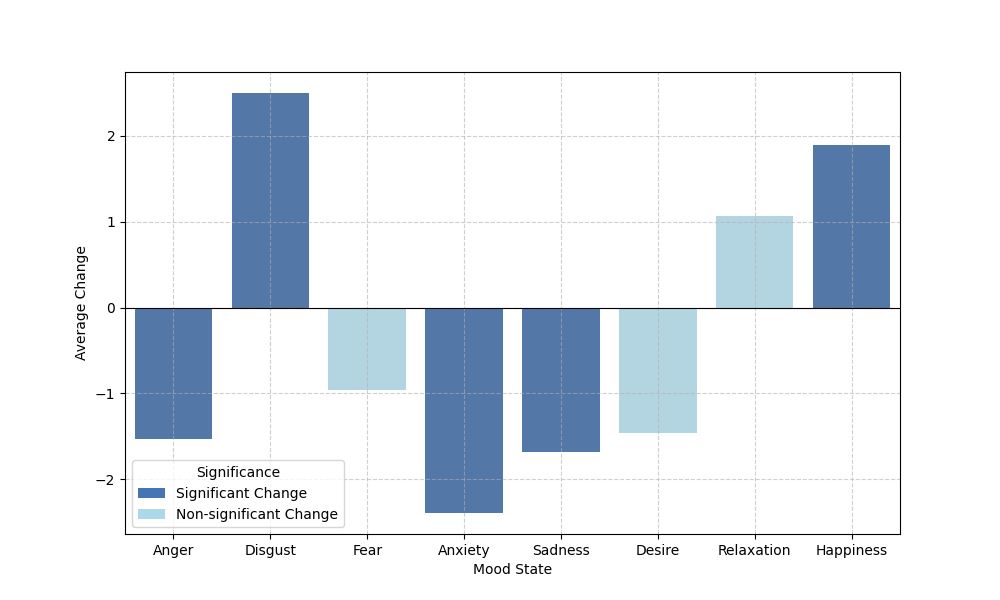 2
1
0
−1
−2
Average Change
Significance
Significant Change
Non-significant Change
Anger Disgust Fear Anxiety Sadness Desire Relaxation Happiness
Mood State